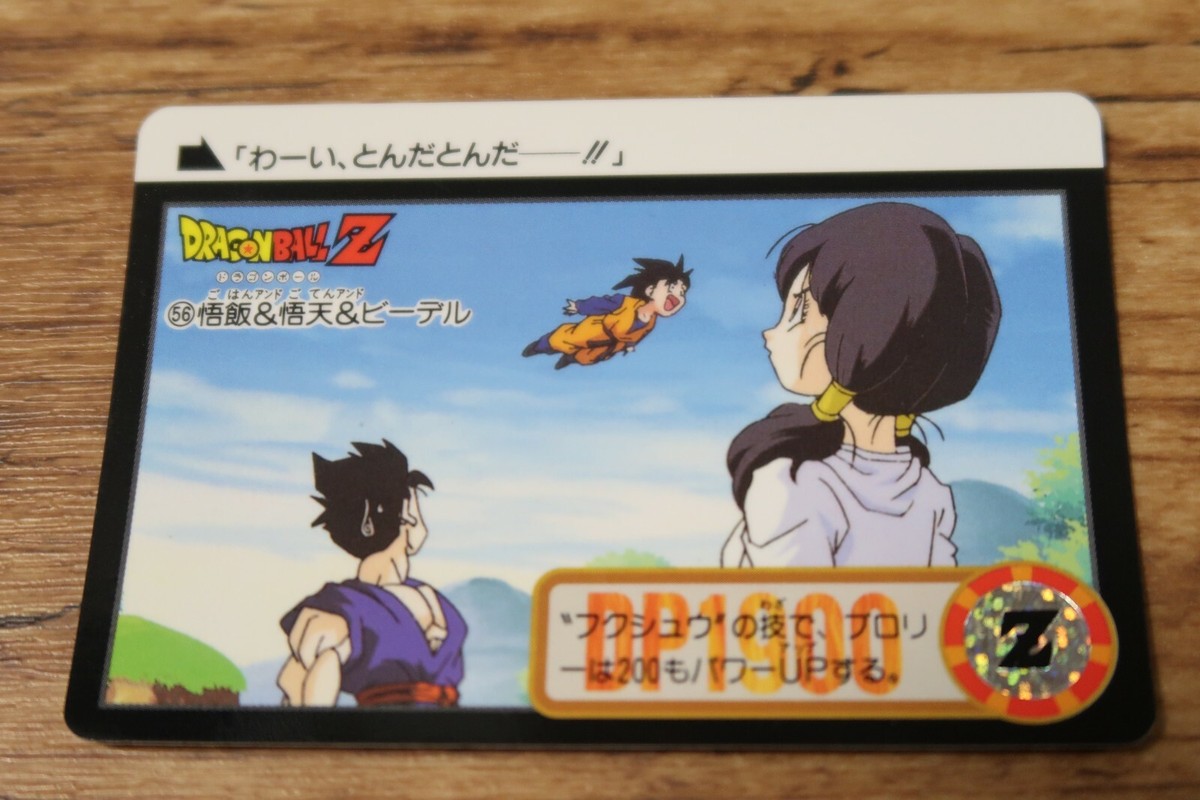 「わーい、とんだとんだ――!!」
DRAGON BALL Z
ドラゴンボール
ごはんアンドごてんアンド
56 悟飯&悟天&ビーデル
DP1900
わざ
〝フクシュウ〟の技で、ブロリ
ーは200もパワーUPする。
Z